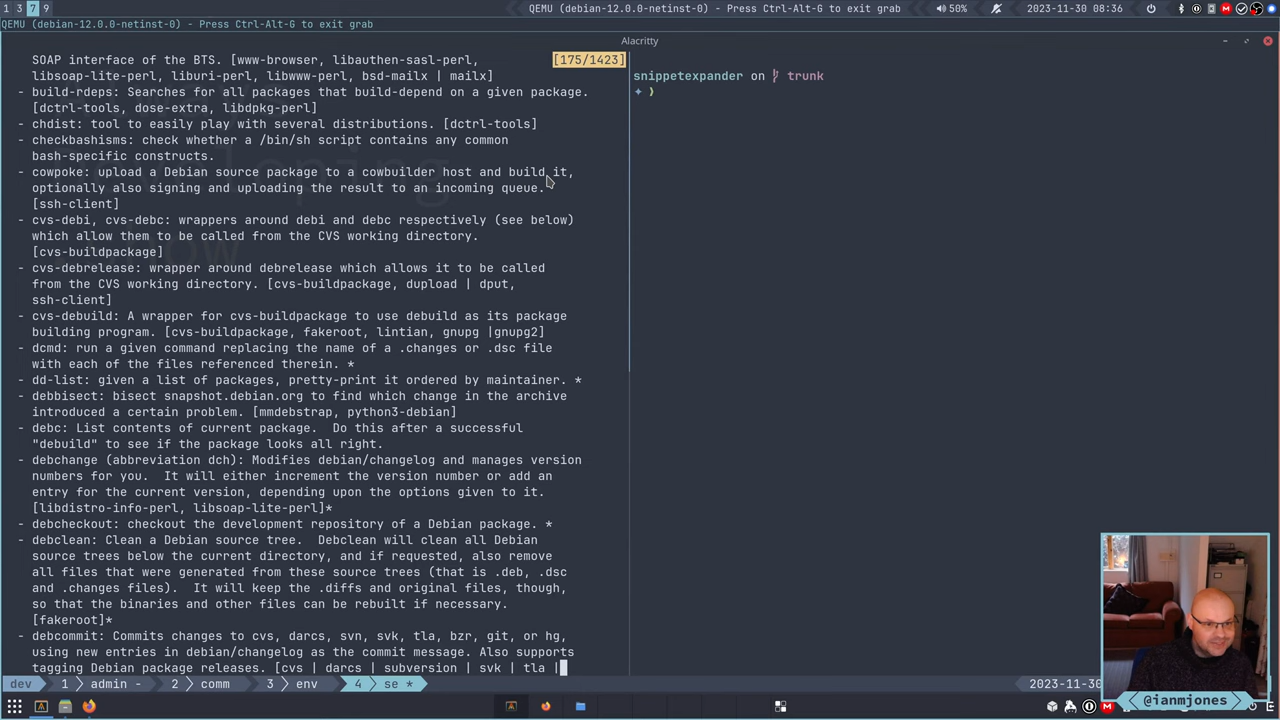 1 3 7 9
QEMU (debian-12.0.0-netinst-0) - Press Ctrl-Alt-G to exit grab
50%
2023-11-30 08:36
QEMU (debian-12.0.0-netinst-0) - Press Ctrl-Alt-G to exit grab
Alacritty
SOAP interface of the BTS. [www-browser, libauthen-sasl-perl,
[175/1423]
libsoap-lite-perl, liburi-perl, libwww-perl, bsd-mailx | mailx]
- build-rdeps: Searches for all packages that build-depend on a given package.
[dctrl-tools, dose-extra, libdpkg-perl]
- chdist: tool to easily play with several distributions. [dctrl-tools]
- checkbashisms: check whether a /bin/sh script contains any common
bash-specific constructs.
- cowpoke: upload a Debian source package to a cowbuilder host and build it,
optionally also signing and uploading the result to an incoming queue.
[ssh-client]
- cvs-debi, cvs-debc: wrappers around debi and debc respectively (see below)
which allow them to be called from the CVS working directory.
[cvs-buildpackage]
- cvs-debrelease: wrapper around debrelease which allows it to be called
from the CVS working directory. [cvs-buildpackage, dupload | dput,
ssh-client]
- cvs-debuild: A wrapper for cvs-buildpackage to use debuild as its package
building program. [cvs-buildpackage, fakeroot, lintian, gnupg |gnupg2]
- dcmd: run a given command replacing the name of a .changes or .dsc file
with each of the files referenced therein. *
- dd-list: given a list of packages, pretty-print it ordered by maintainer. *
- debbisect: bisect snapshot.debian.org to find which change in the archive
introduced a certain problem. [mmdebstrap, python3-debian]
- debc: List contents of current package.  Do this after a successful
"debuild" to see if the package looks all right.
- debchange (abbreviation dch): Modifies debian/changelog and manages version
numbers for you.  It will either increment the version number or add an
entry for the current version, depending upon the options given to it.
[libdistro-info-perl, libsoap-lite-perl]*
- debcheckout: checkout the development repository of a Debian package. *
- debclean: Clean a Debian source tree.  Debclean will clean all Debian
source trees below the current directory, and if requested, also remove
all files that were generated from these source trees (that is .deb, .dsc
and .changes files).  It will keep the .diffs and original files, though,
so that the binaries and other files can be rebuilt if necessary.
[fakeroot]*
- debcommit: Commits changes to cvs, darcs, svn, svk, tla, bzr, git, or hg,
using new entries in debian/changelog as the commit message. Also supports
tagging Debian package releases. [cvs | darcs | subversion | svk | tla |
snippetexpander on trunk
dev 1 admin - 2 comm 3 env 4 se * 2023-11-30
@ianmjones